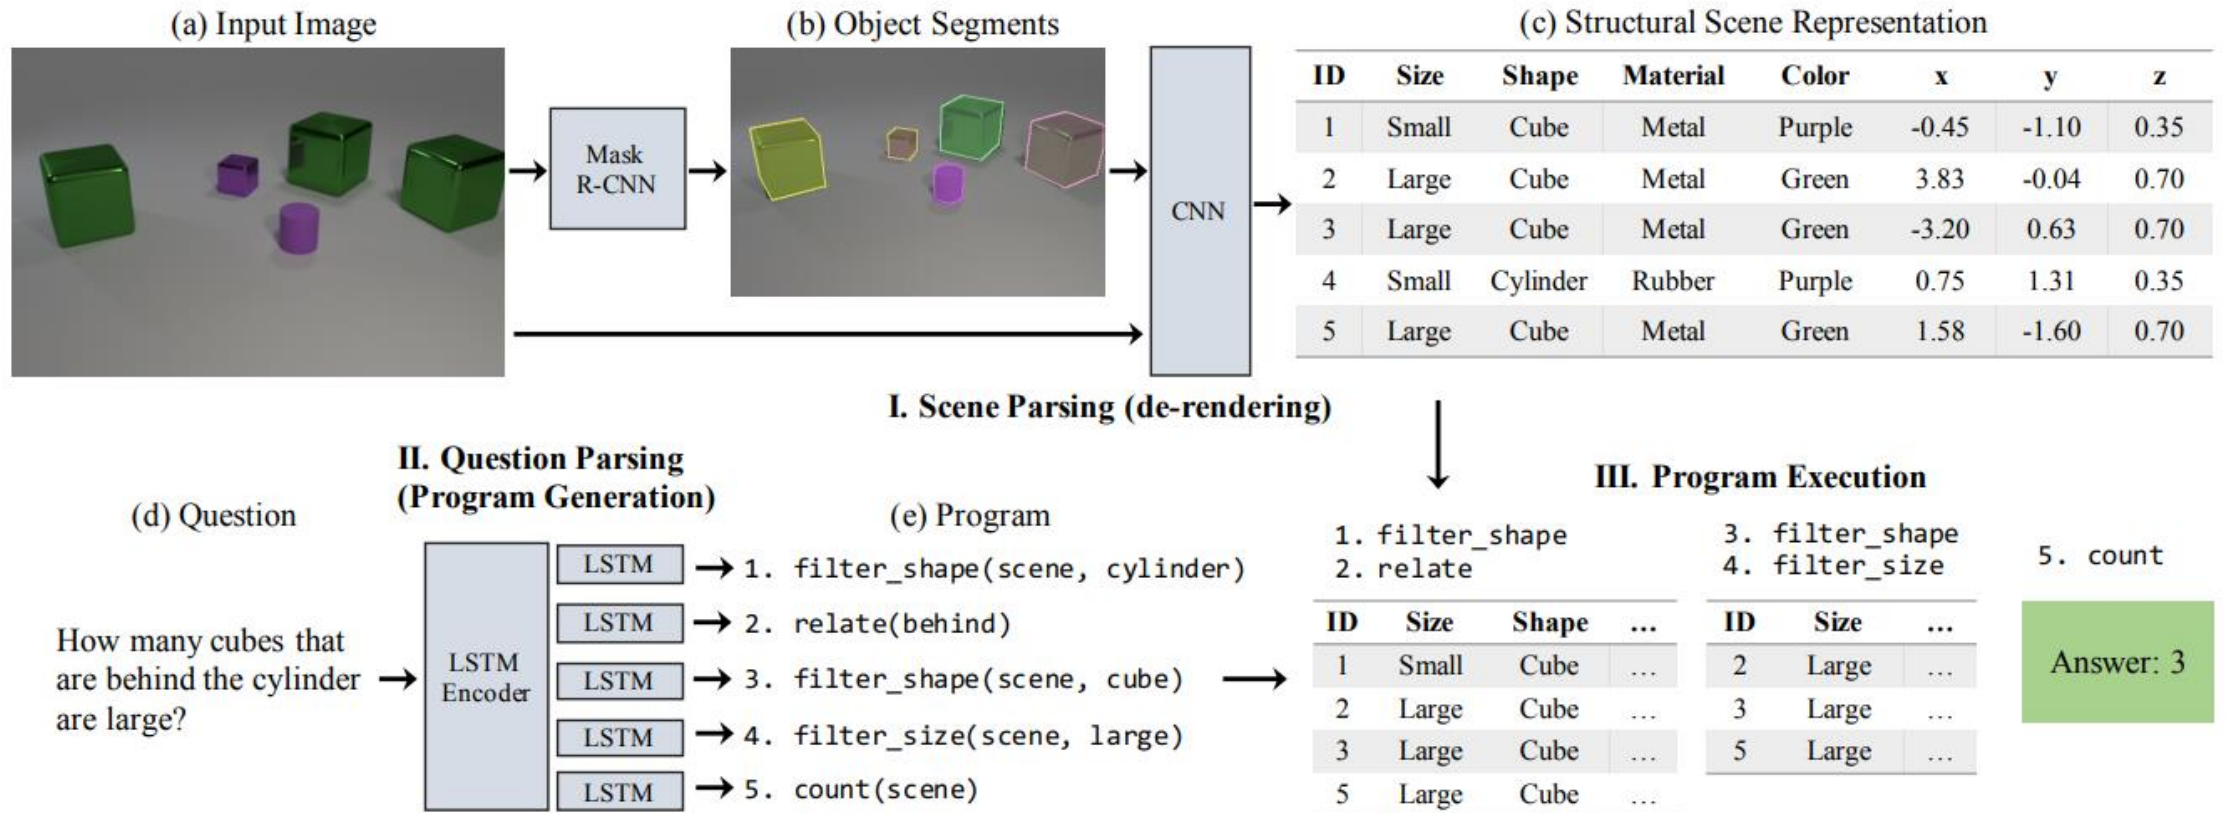 (a) Input Image
(b) Object Segments
(c) Structural Scene Representation
Mask
R-CNN
CNN
ID Size Shape Material Color x y z
1 Small Cube Metal Purple -0.45 -1.10 0.35
2 Large Cube Metal Green 3.83 -0.04 0.70
3 Large Cube Metal Green -3.20 0.63 0.70
4 Small Cylinder Rubber Purple 0.75 1.31 0.35
5 Large Cube Metal Green 1.58 -1.60 0.70
I. Scene Parsing (de-rendering)
II. Question Parsing
(Program Generation)
III. Program Execution
(d) Question
How many cubes that
are behind the cylinder
are large?
LSTM
Encoder
LSTM
LSTM
LSTM
LSTM
LSTM
(e) Program
1. filter_shape(scene, cylinder)
2. relate(behind)
3. filter_shape(scene, cube)
4. filter_size(scene, large)
5. count(scene)
1. filter_shape
2. relate
ID Size Shape ...
1 Small Cube ...
2 Large Cube ...
3 Large Cube ...
5 Large Cube ...
3. filter_shape
4. filter_size
ID Size ...
2 Large ...
3 Large ...
5 Large ...
5. count
Answer: 3